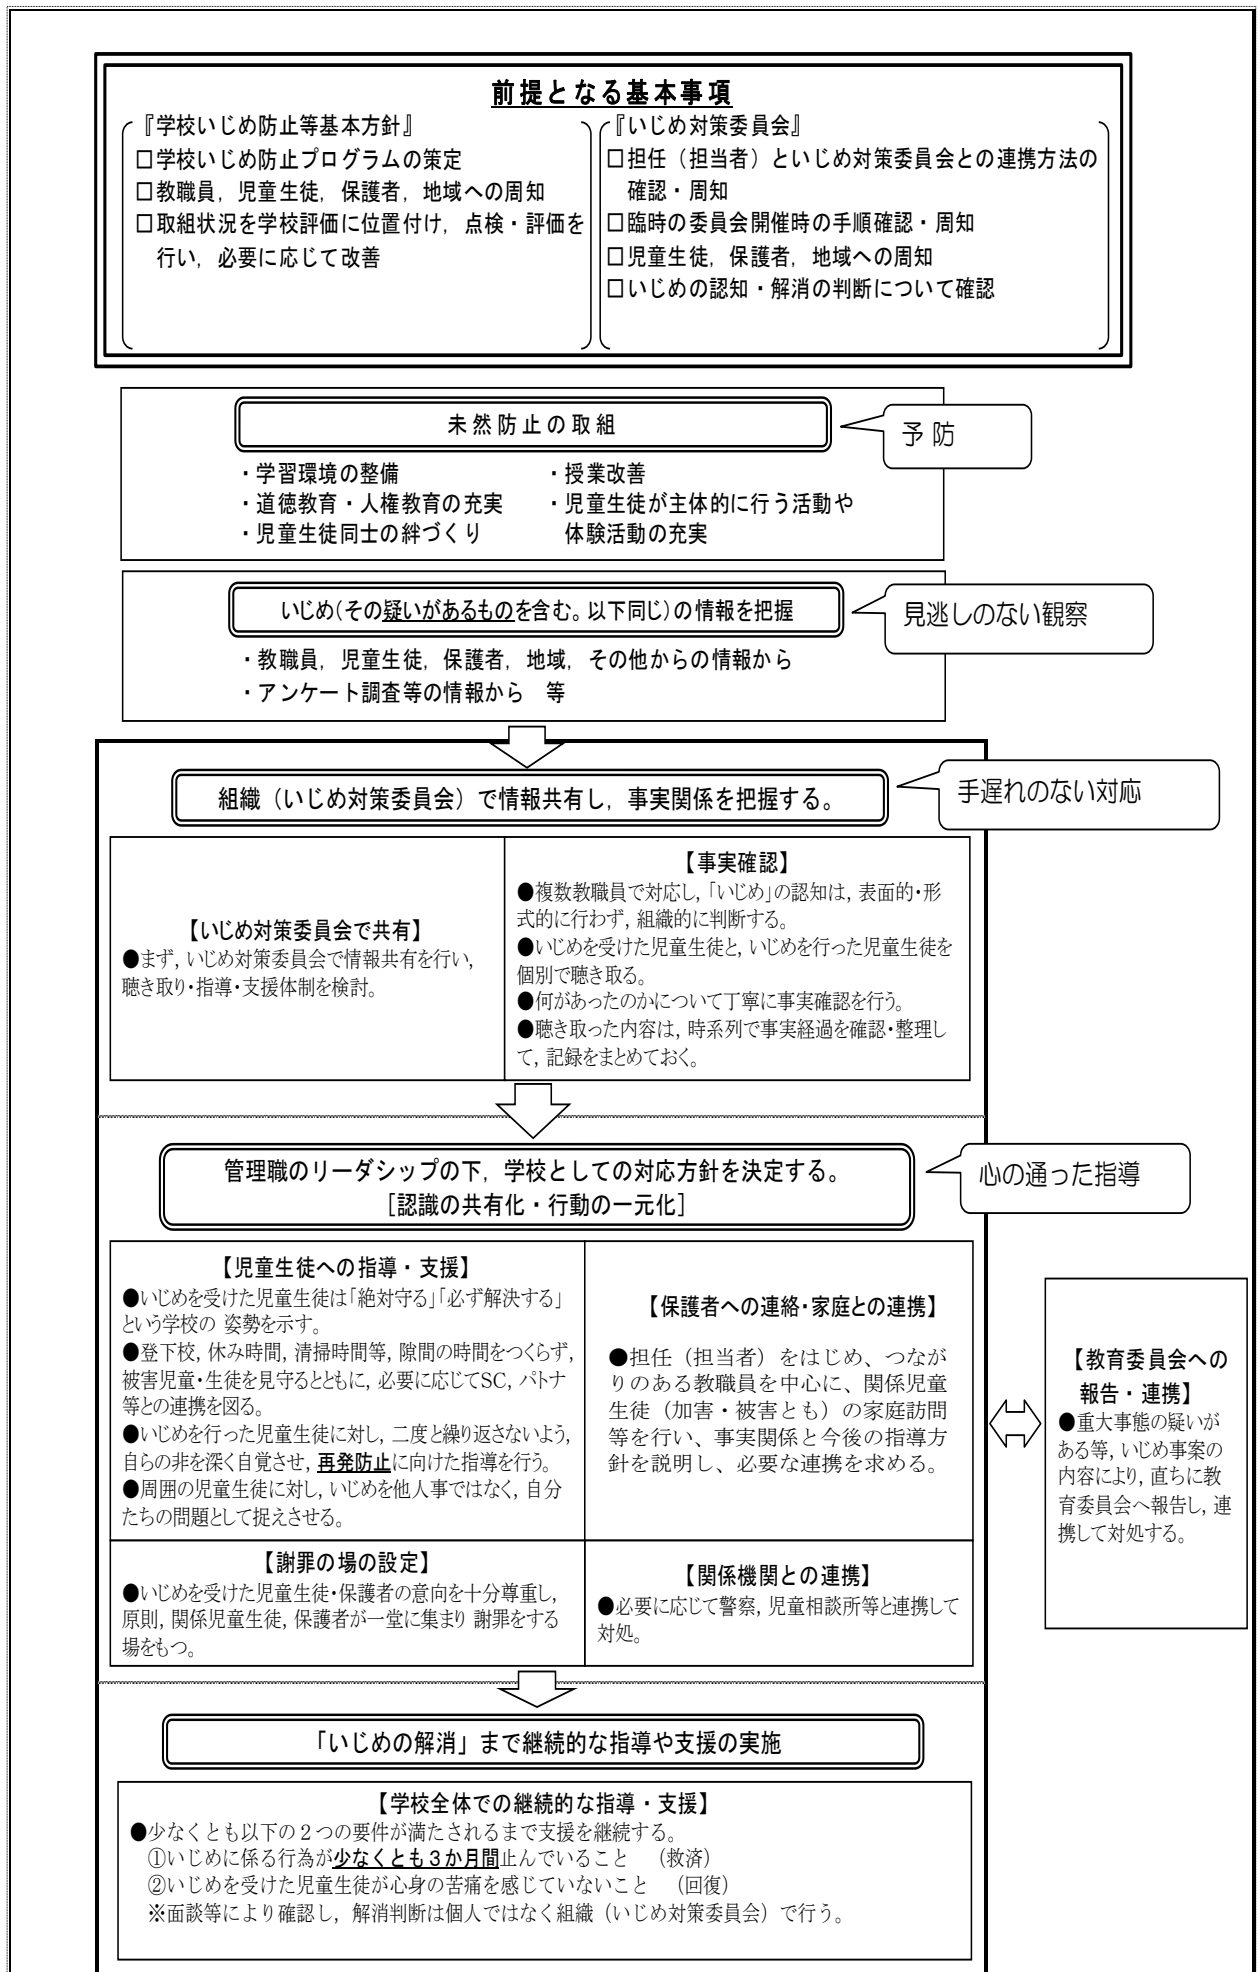 前提となる基本事項
『学校いじめ防止等基本方針』
□学校いじめ防止プログラムの策定
□教職員，児童生徒，保護者，地域への周知
□取組状況を学校評価に位置付け，点検・評価を
行い，必要に応じて改善
『いじめ対策委員会』
□担任（担当者）といじめ対策委員会との連携方法の
確認・周知
□臨時の委員会開催時の手順確認・周知
□児童生徒，保護者，地域への周知
□いじめの認知・解消の判断について確認
未然防止の取組
予 防
・学習環境の整備
・道徳教育・人権教育の充実
・児童生徒同士の絆づくり
・授業改善
・児童生徒が主体的に行う活動や
体験活動の充実
いじめ(その疑いがあるものを含む。以下同じ)の情報を把握
見逃しのない観察
・教職員，児童生徒，保護者，地域，その他からの情報から
・アンケート調査等の情報から　等
組織（いじめ対策委員会）で情報共有し，事実関係を把握する。
手遅れのない対応
【いじめ対策委員会で共有】
●まず，いじめ対策委員会で情報共有を行い，
聴き取り・指導・支援体制を検討。
【事実確認】
●複数教職員で対応し，「いじめ」の認知は，表面的・形
式的に行わず，組織的に判断する。
●いじめを受けた児童生徒と，いじめを行った児童生徒を
個別で聴き取る。
●何があったのかについて丁寧に事実確認を行う。
●聴き取った内容は，時系列で事実経過を確認・整理し
て，記録をまとめておく。
管理職のリーダシップの下，学校としての対応方針を決定する。
［認識の共有化・行動の一元化］
心の通った指導
【児童生徒への指導・支援】
●いじめを受けた児童生徒は「絶対守る」「必ず解決する」
という学校の 姿勢を示す。
●登下校，休み時間，清掃時間等，隙間の時間をつくらず，
被害児童・生徒を見守るとともに，必要に応じてSC，パトナ
等との連携を図る。
●いじめを行った児童生徒に対し，二度と繰り返さないよう，
自らの非を深く自覚させ，再発防止に向けた指導を行う。
●周囲の児童生徒に対し，いじめを他人事ではなく，自分
たちの問題として捉えさせる。
【保護者への連絡・家庭との連携】
●担任（担当者）をはじめ、つなが
りのある教職員を中心に、関係児童
生徒（加害・被害とも）の家庭訪問
等を行い、事実関係と今後の指導方
針を説明し、必要な連携を求める。
【教育委員会への
報告・連携】
●重大事態の疑いが
ある等，いじめ事案の
内容により，直ちに教
育委員会へ報告し，連
携して対処する。
【謝罪の場の設定】
●いじめを受けた児童生徒・保護者の意向を十分尊重し，
原則，関係児童生徒，保護者が一堂に集まり 謝罪をする
場をもつ。
【関係機関との連携】
●必要に応じて警察，児童相談所等と連携して
対処。
「いじめの解消」まで継続的な指導や支援の実施
【学校全体での継続的な指導・支援】
●少なくとも以下の２つの要件が満たされるまで支援を継続する。
①いじめに係る行為が少なくとも３か月間止んでいること　（救済）
②いじめを受けた児童生徒が心身の苦痛を感じていないこと　（回復）
※面談等により確認し，解消判断は個人ではなく組織（いじめ対策委員会）で行う。